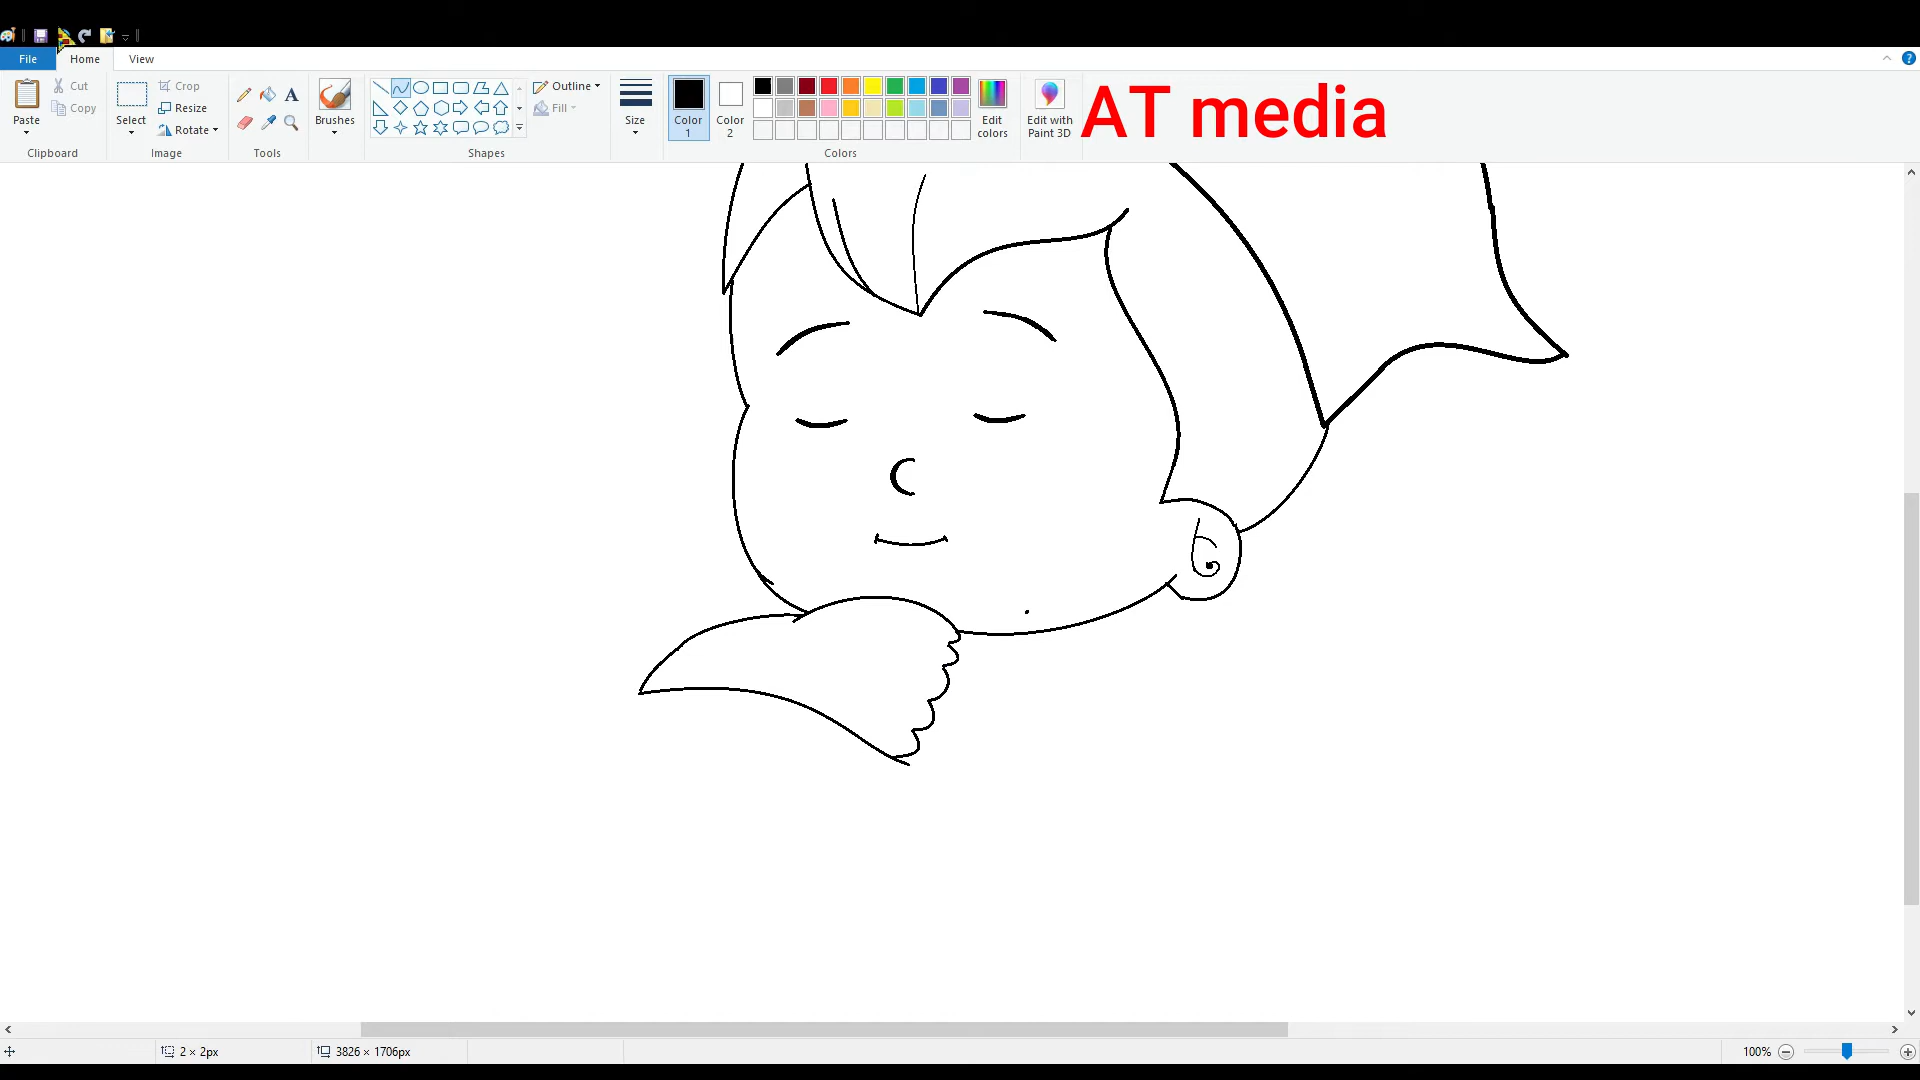 File Home View
Paste
Cut
Copy
Clipboard
Select
Crop
Resize
Rotate
Image
A
Tools
Brushes
Shapes
Outline
Fill
Size
Color
1
Color
2
Colors
Edit
colors
Edit with
Paint 3D
AT media
2 × 2px
3826 × 1706px
100%